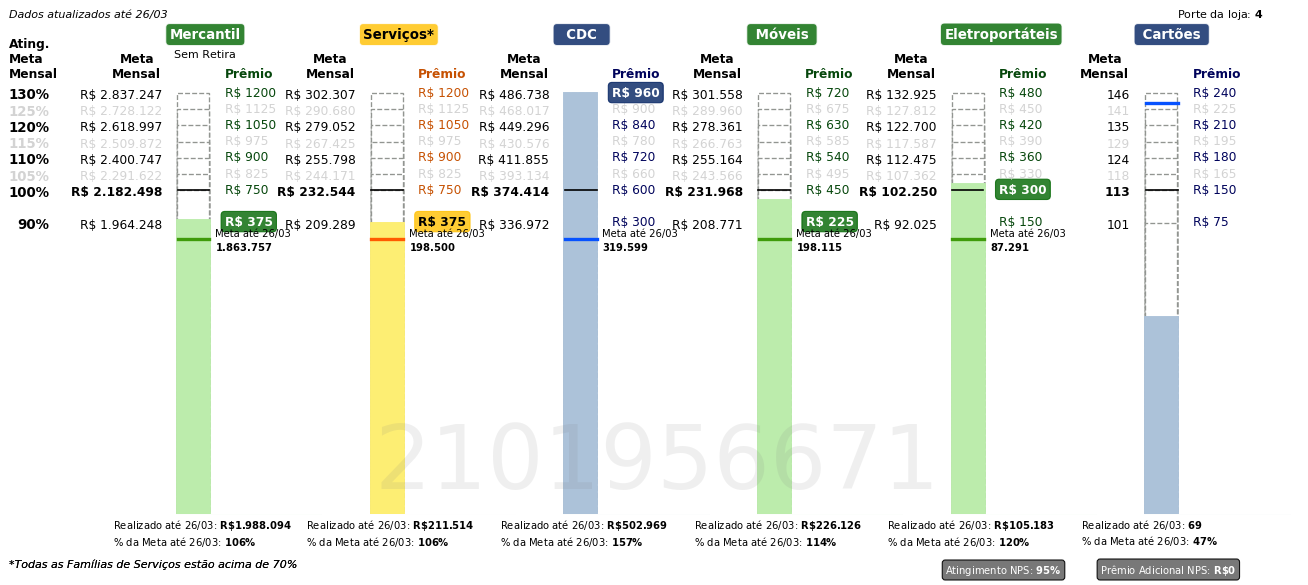 Dados atualizados até 26/03
Porte da loja: 4
Mercantil Serviços* CDC Móveis Eletroportáteis Cartões
Sem Retira
Ating. Meta Mensal
Meta Mensal Prêmio Meta Mensal Prêmio Meta Mensal Prêmio Meta Mensal Prêmio Meta Mensal Prêmio Meta Mensal Prêmio
130% R$ 2.837.247 R$ 1200 R$ 302.307 R$ 1200 R$ 486.738 R$ 960 R$ 301.558 R$ 720 R$ 132.925 R$ 480 146 R$ 240
125% R$ 2.728.122 R$ 1125 R$ 290.680 R$ 1125 R$ 468.017 R$ 900 R$ 289.960 R$ 675 R$ 127.812 R$ 450 141 R$ 225
120% R$ 2.618.997 R$ 1050 R$ 279.052 R$ 1050 R$ 449.296 R$ 840 R$ 278.361 R$ 630 R$ 122.700 R$ 420 135 R$ 210
115% R$ 2.509.872 R$ 975 R$ 267.425 R$ 975 R$ 430.576 R$ 780 R$ 266.763 R$ 585 R$ 117.587 R$ 390 129 R$ 195
110% R$ 2.400.747 R$ 900 R$ 255.798 R$ 900 R$ 411.855 R$ 720 R$ 255.164 R$ 540 R$ 112.475 R$ 360 124 R$ 180
105% R$ 2.291.622 R$ 825 R$ 244.171 R$ 825 R$ 393.134 R$ 660 R$ 243.566 R$ 495 R$ 107.362 R$ 330 118 R$ 165
100% R$ 2.182.498 R$ 750 R$ 232.544 R$ 750 R$ 374.414 R$ 600 R$ 231.968 R$ 450 R$ 102.250 R$ 300 113 R$ 150
90% R$ 1.964.248 R$ 375 R$ 209.289 R$ 375 R$ 336.972 R$ 300 R$ 208.771 R$ 225 R$ 92.025 R$ 150 101 R$ 75
Meta até 26/03 Meta até 26/03 Meta até 26/03 Meta até 26/03 Meta até 26/03
1.863.757 198.500 319.599 198.115 87.291
2101956671
Realizado até 26/03: R$1.988.094 Realizado até 26/03: R$211.514 Realizado até 26/03: R$502.969 Realizado até 26/03: R$226.126 Realizado até 26/03: R$105.183 Realizado até 26/03: 69
% da Meta até 26/03: 106% % da Meta até 26/03: 106% % da Meta até 26/03: 157% % da Meta até 26/03: 114% % da Meta até 26/03: 120% % da Meta até 26/03: 47%
*Todas as Famílias de Serviços estão acima de 70%
Atingimento NPS: 95% Prêmio Adicional NPS: R$0